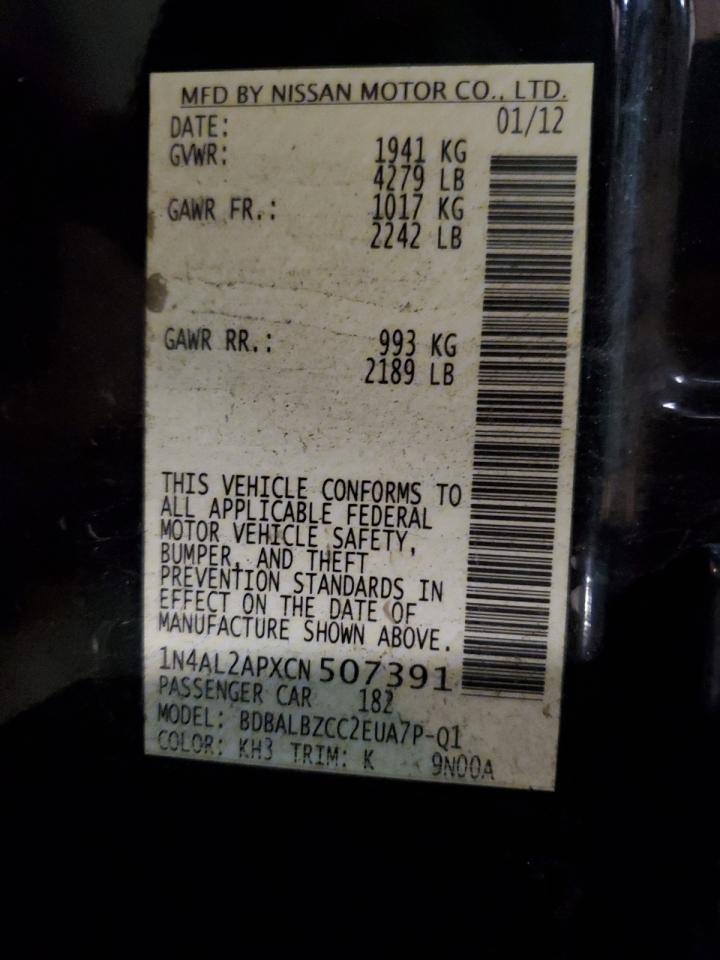 MFD BY NISSAN MOTOR CO., LTD.
DATE: 01/12
GVWR: 1941 KG
4279 LB
GAWR FR.: 1017 KG
2242 LB
GAWR RR.: 993 KG
2189 LB
THIS VEHICLE CONFORMS TO
ALL APPLICABLE FEDERAL
MOTOR VEHICLE SAFETY,
BUMPER, AND THEFT
PREVENTION STANDARDS IN
EFFECT ON THE DATE OF
MANUFACTURE SHOWN ABOVE.
1N4AL2APXCN 507391
PASSENGER CAR 182
MODEL: BDBALBZCC2EUA7P-Q1
COLOR: KH3 TRIM: K 9N00A